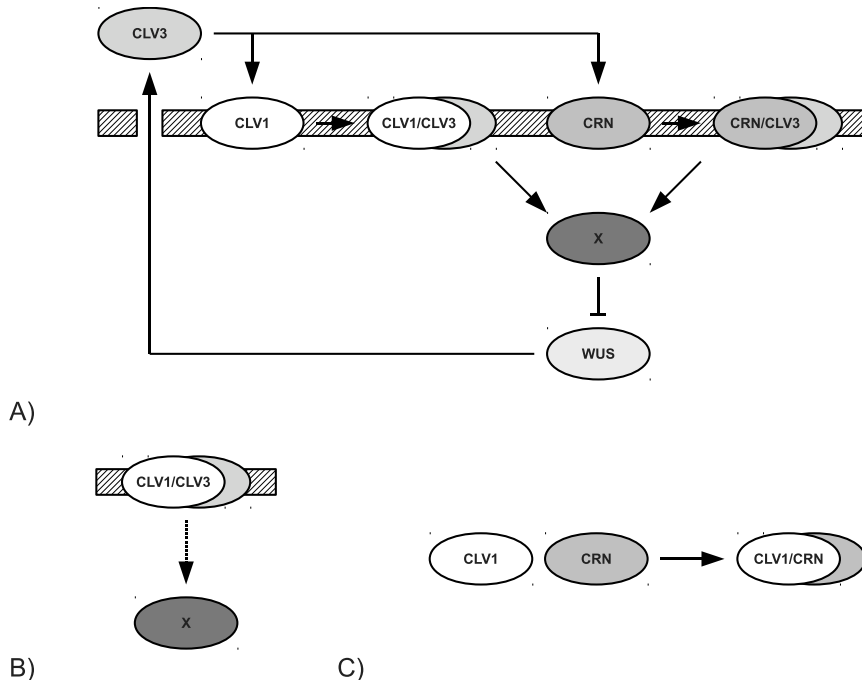 CLV3
CLV1
CLV1/CLV3
CRN
CRN/CLV3
X
WUS
A)
CLV1/CLV3
CLV1
CRN
CLV1/CRN
X
B)
C)